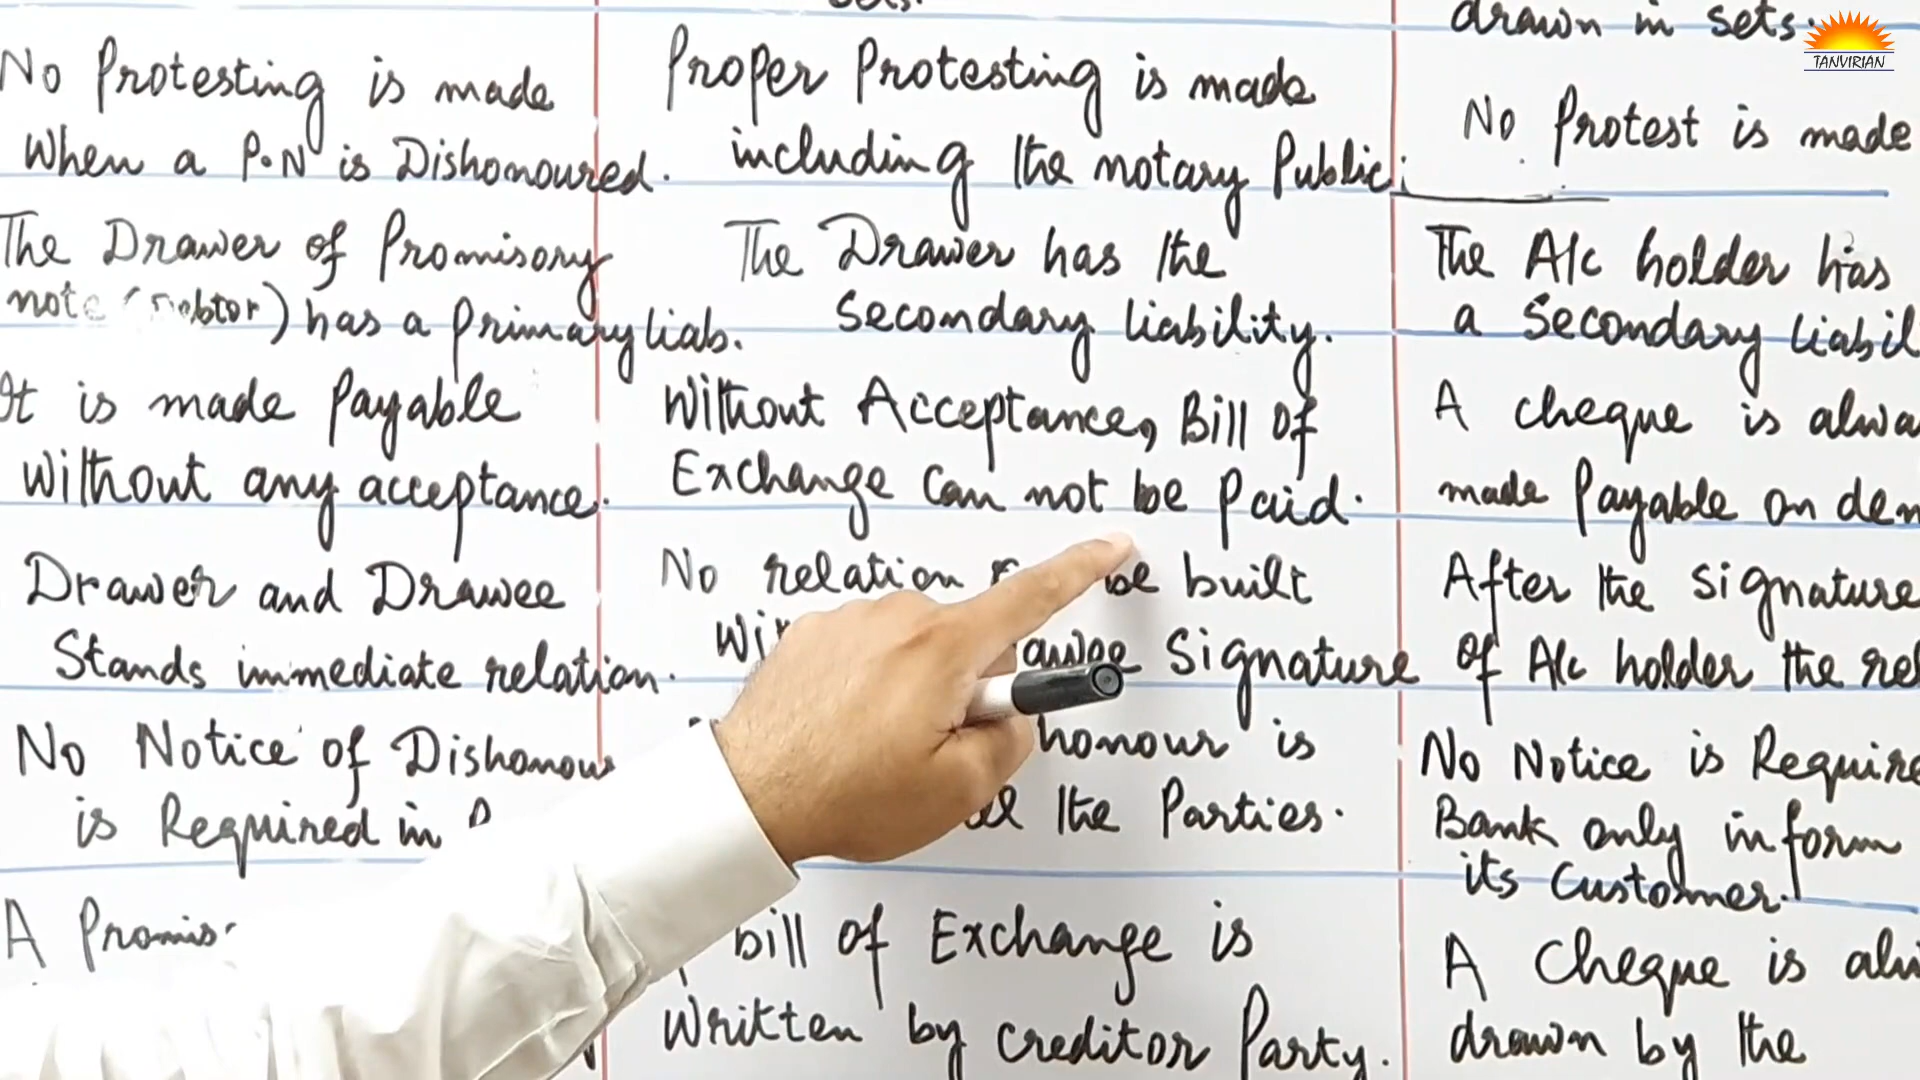 No Protesting is made
When a P.N is Dishonoured.
The Drawer of Promisory
note (Debtor) has a primary liab.
It is made payable
without any acceptance.
Drawer and Drawee
Stands immediate relation.
No Notice of Dishonour
is Required in
A Promis
Proper Protesting is made
including the notary Public.
The Drawer has the
Secondary liability.
Without Acceptance, Bill of
Exchange Can not be paid.
No relation be built
Signature
honour is
the Parties.
bill of Exchange is
Written by creditor Party.
drawn in sets.
No Protest is made
The A/c holder has
a Secondary liabil
A cheque is alwa
made Payable on dem
After the Signature
of A/c holder the rel
No Notice is Require
Bank only inform
its Customer.
A Cheque is alw
drawn by the
TANVIRIAN